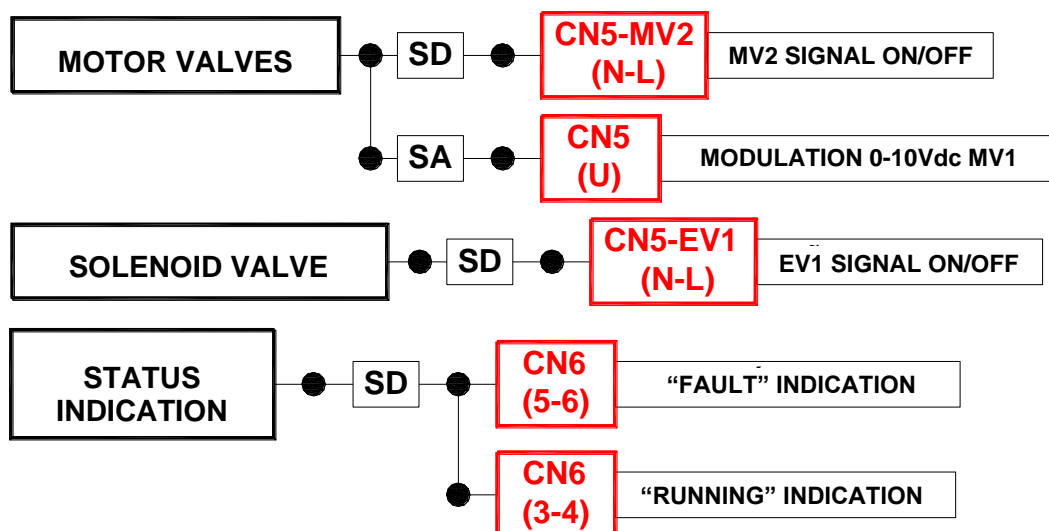 MOTOR VALVES
SD
CN5-MV2
(N-L)
MV2 SIGNAL ON/OFF
SA
CN5
(U)
MODULATION 0-10Vdc MV1
SOLENOID VALVE
SD
CN5-EV1
(N-L)
EV1 SIGNAL ON/OFF
STATUS
INDICATION
SD
CN6
(5-6)
“FAULT” INDICATION
CN6
(3-4)
“RUNNING” INDICATION